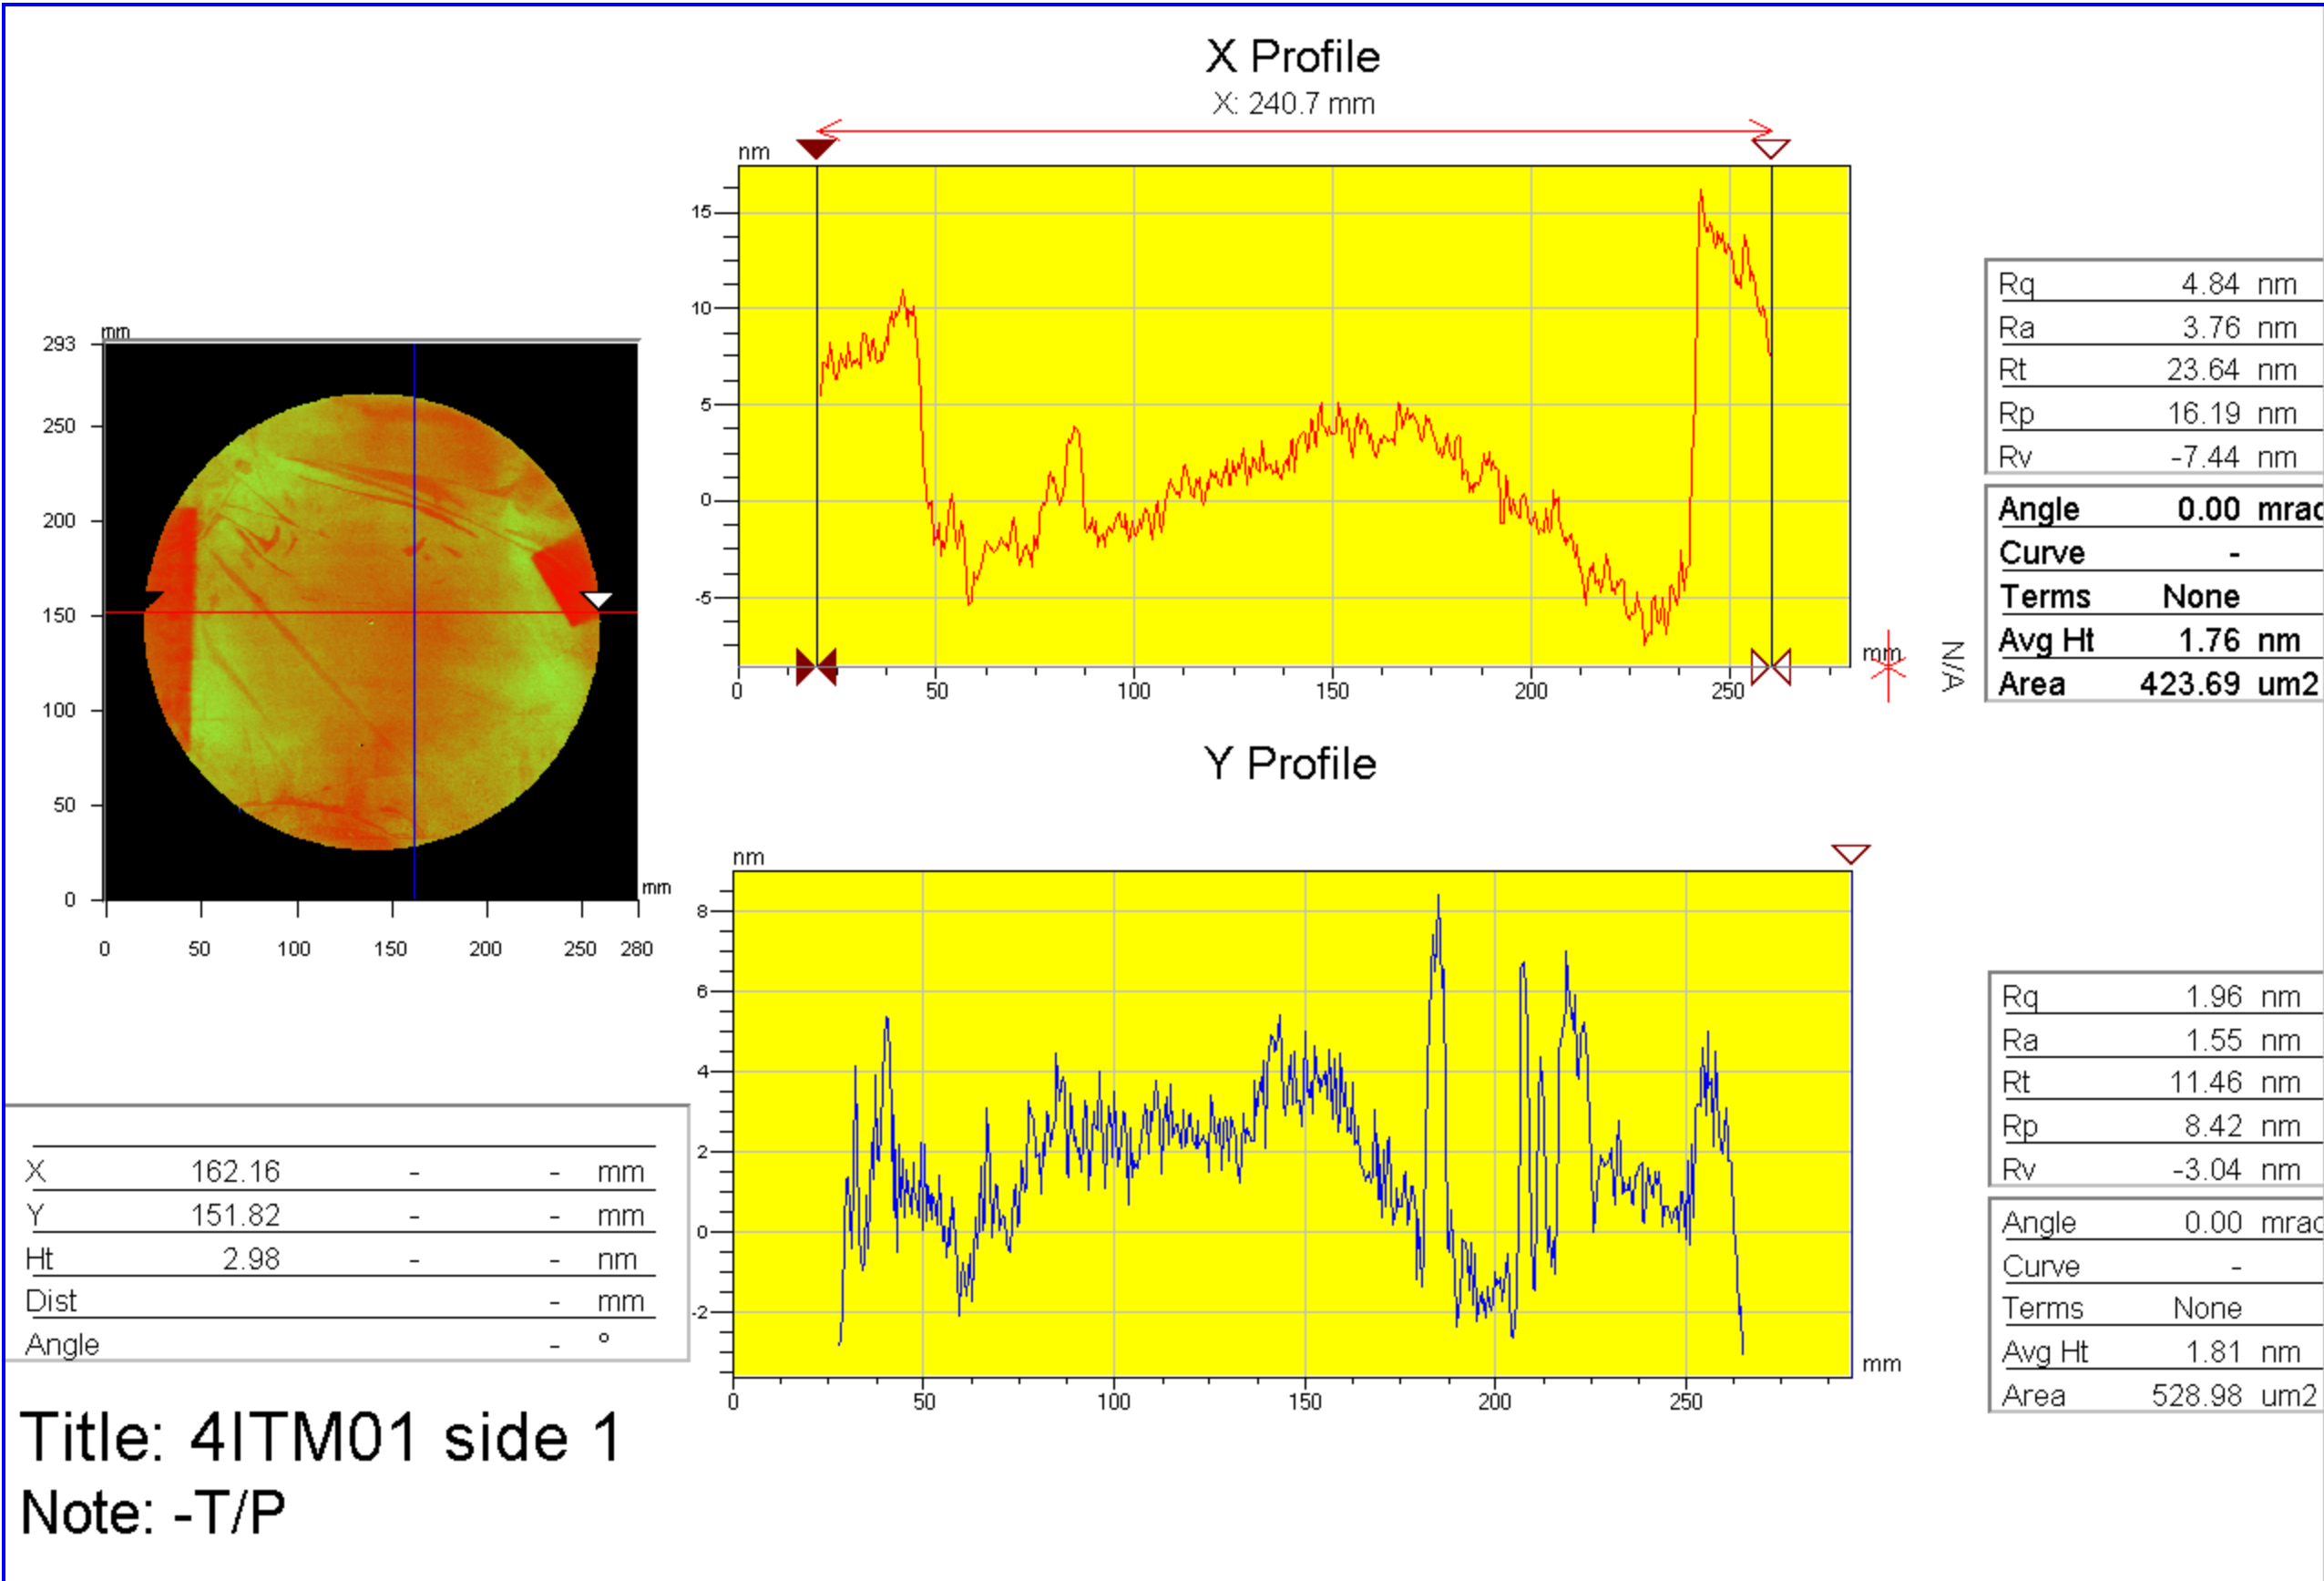 X Profile
X: 240.7 mm
nm
15
10
5
0
-5
0 50 100 150 200 250
mm
N/A
Rq 4.84 nm
Ra 3.76 nm
Rt 23.64 nm
Rp 16.19 nm
Rv -7.44 nm
Angle 0.00 mrad
Curve -
Terms None
Avg Ht 1.76 nm
Area 423.69 um2
mm
293
250
200
150
100
50
0
mm
0 50 100 150 200 250 280
Y Profile
nm
8
6
4
2
0
-2
0 50 100 150 200 250
mm
Rq 1.96 nm
Ra 1.55 nm
Rt 11.46 nm
Rp 8.42 nm
Rv -3.04 nm
Angle 0.00 mrad
Curve -
Terms None
Avg Ht 1.81 nm
Area 528.98 um2
X 162.16 - - mm
Y 151.82 - - mm
Ht 2.98 - - nm
Dist - mm
Angle - °
Title: 4ITM01 side 1
Note: -T/P